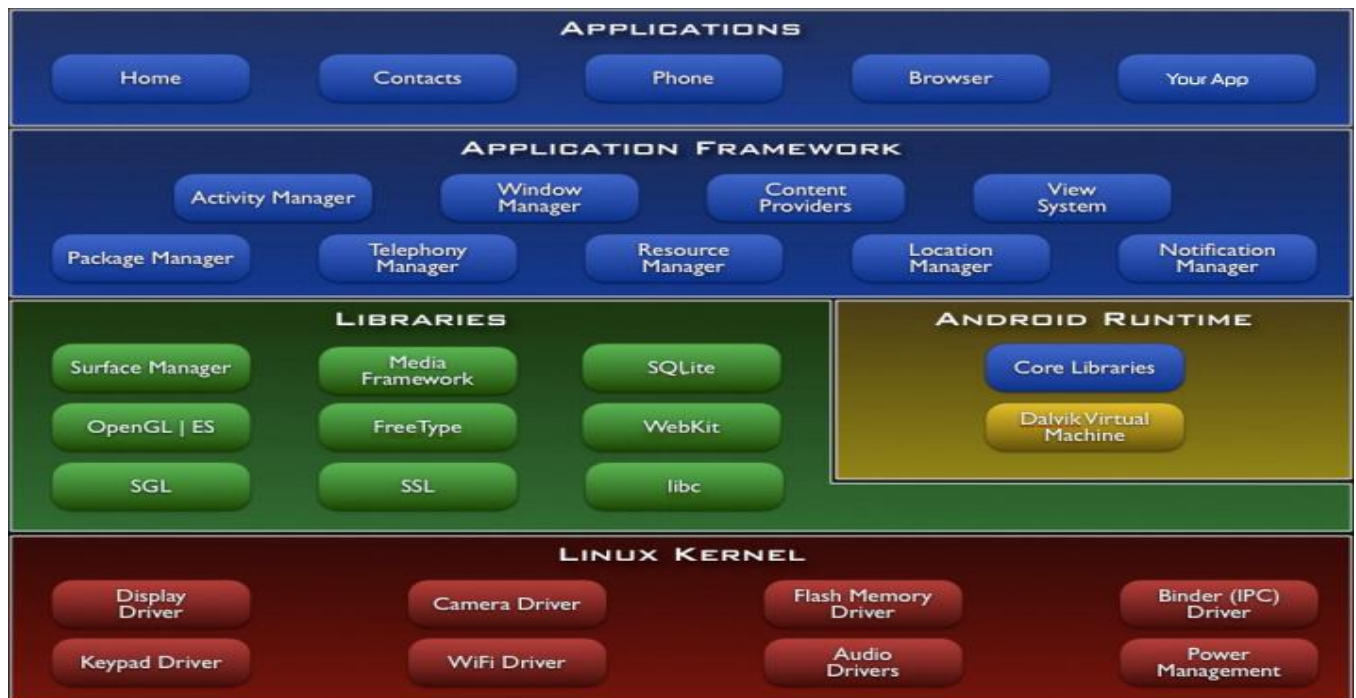 APPLICATIONS
Home Contacts Phone Browser Your App
APPLICATION FRAMEWORK
Activity Manager
Window
Manager
Content
Providers
View
System
Package Manager
Telephony
Manager
Resource
Manager
Location
Manager
Notification
Manager
LIBRARIES
Surface Manager
Media
Framework
SQLite
OpenGL | ES
FreeType
WebKit
SGL
SSL
libc
ANDROID RUNTIME
Core Libraries
Dalvik Virtual
Machine
LINUX KERNEL
Display
Driver
Camera Driver
Flash Memory
Driver
Binder (IPC)
Driver
Keypad Driver
WiFi Driver
Audio
Drivers
Power
Management